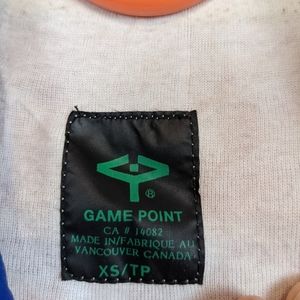 ®
GAME POINT
CA # 14082
MADE IN/FABRIQUE AU
VANCOUVER CANADA
XS/TP